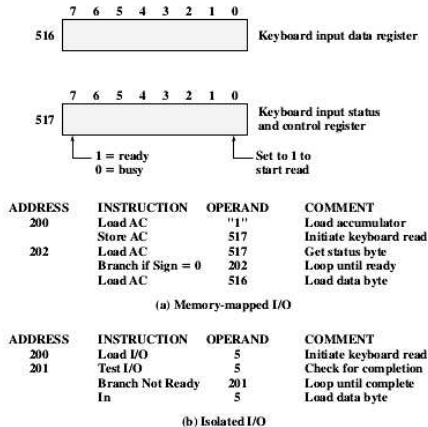 7 6 5 4 3 2 1 0
516 Keyboard input data register
7 6 5 4 3 2 1 0
517 Keyboard input status
and control register
1 = ready
0 = busy
Set to 1 to
start read
ADDRESS INSTRUCTION OPERAND COMMENT
200 Load AC "1" Load accumulator
Store AC 517 Initiate keyboard read
202 Load AC 517 Get status byte
Branch if Sign = 0 202 Loop until ready
Load AC 516 Load data byte
(a) Memory-mapped I/O
ADDRESS INSTRUCTION OPERAND COMMENT
200 Load I/O 5 Initiate keyboard read
201 Test I/O 5 Check for completion
Branch Not Ready 201 Loop until complete
In 5 Load data byte
(b) Isolated I/O